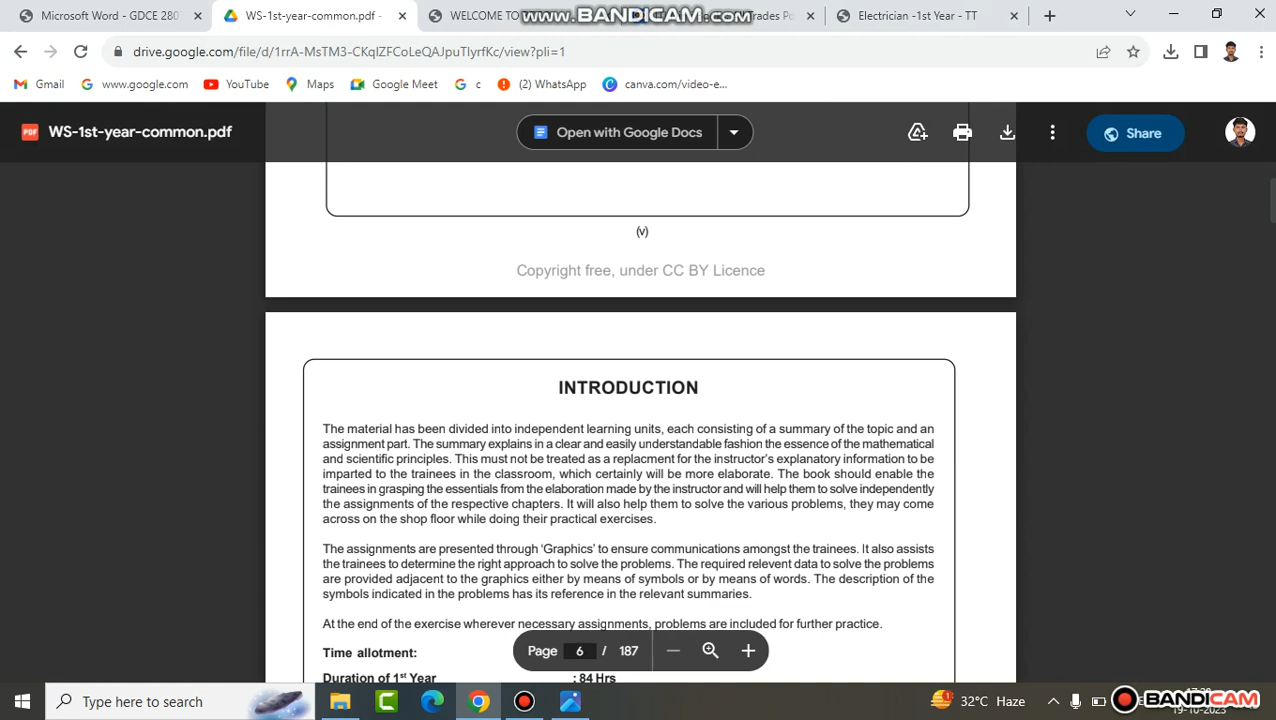 Microsoft Word - GDCE 280
WS-1st-year-common.pdf -
WELCOME TO
www.BANDICAM.com
Trades Po
Electrician -1st Year - TT
drive.google.com/file/d/1rrA-MsTM3-CKqIZFCoLeQAJpuTlyrfKc/view?pli=1
Gmail
www.google.com
YouTube
Maps
Google Meet
c
(2) WhatsApp
canva.com/video-e...
PDF
WS-1st-year-common.pdf
Open with Google Docs
Share
(v)
Copyright free, under CC BY Licence
INTRODUCTION
The material has been divided into independent learning units, each consisting of a summary of the topic and an
assignment part. The summary explains in a clear and easily understandable fashion the essence of the mathematical
and scientific principles. This must not be treated as a replacment for the instructor's explanatory information to be
imparted to the trainees in the classroom, which certainly will be more elaborate. The book should enable the
trainees in grasping the essentials from the elaboration made by the instructor and will help them to solve independently
the assignments of the respective chapters. It will also help them to solve the various problems, they may come
across on the shop floor while doing their practical exercises.
The assignments are presented through 'Graphics' to ensure communications amongst the trainees. It also assists
the trainees to determine the right approach to solve the problems. The required relevent data to solve the problems
are provided adjacent to the graphics either by means of symbols or by means of words. The description of the
symbols indicated in the problems has its reference in the relevant summaries.
At the end of the exercise wherever necessary assignments, problems are included for further practice.
Time allotment:
Duration of 1st Year : 84 Hrs
Page 6 / 187
Type here to search
32°C Haze
19-10-2023
BANDICAM